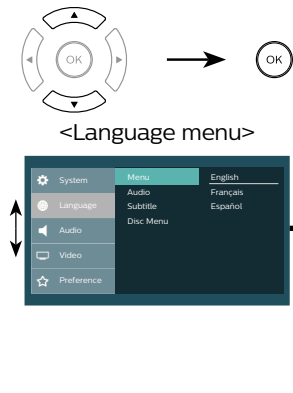 OK
OK
<Language menu>
System
Language
Audio
Video
Preference
Menu
Audio
Subtitle
Disc Menu
English
Français
Español